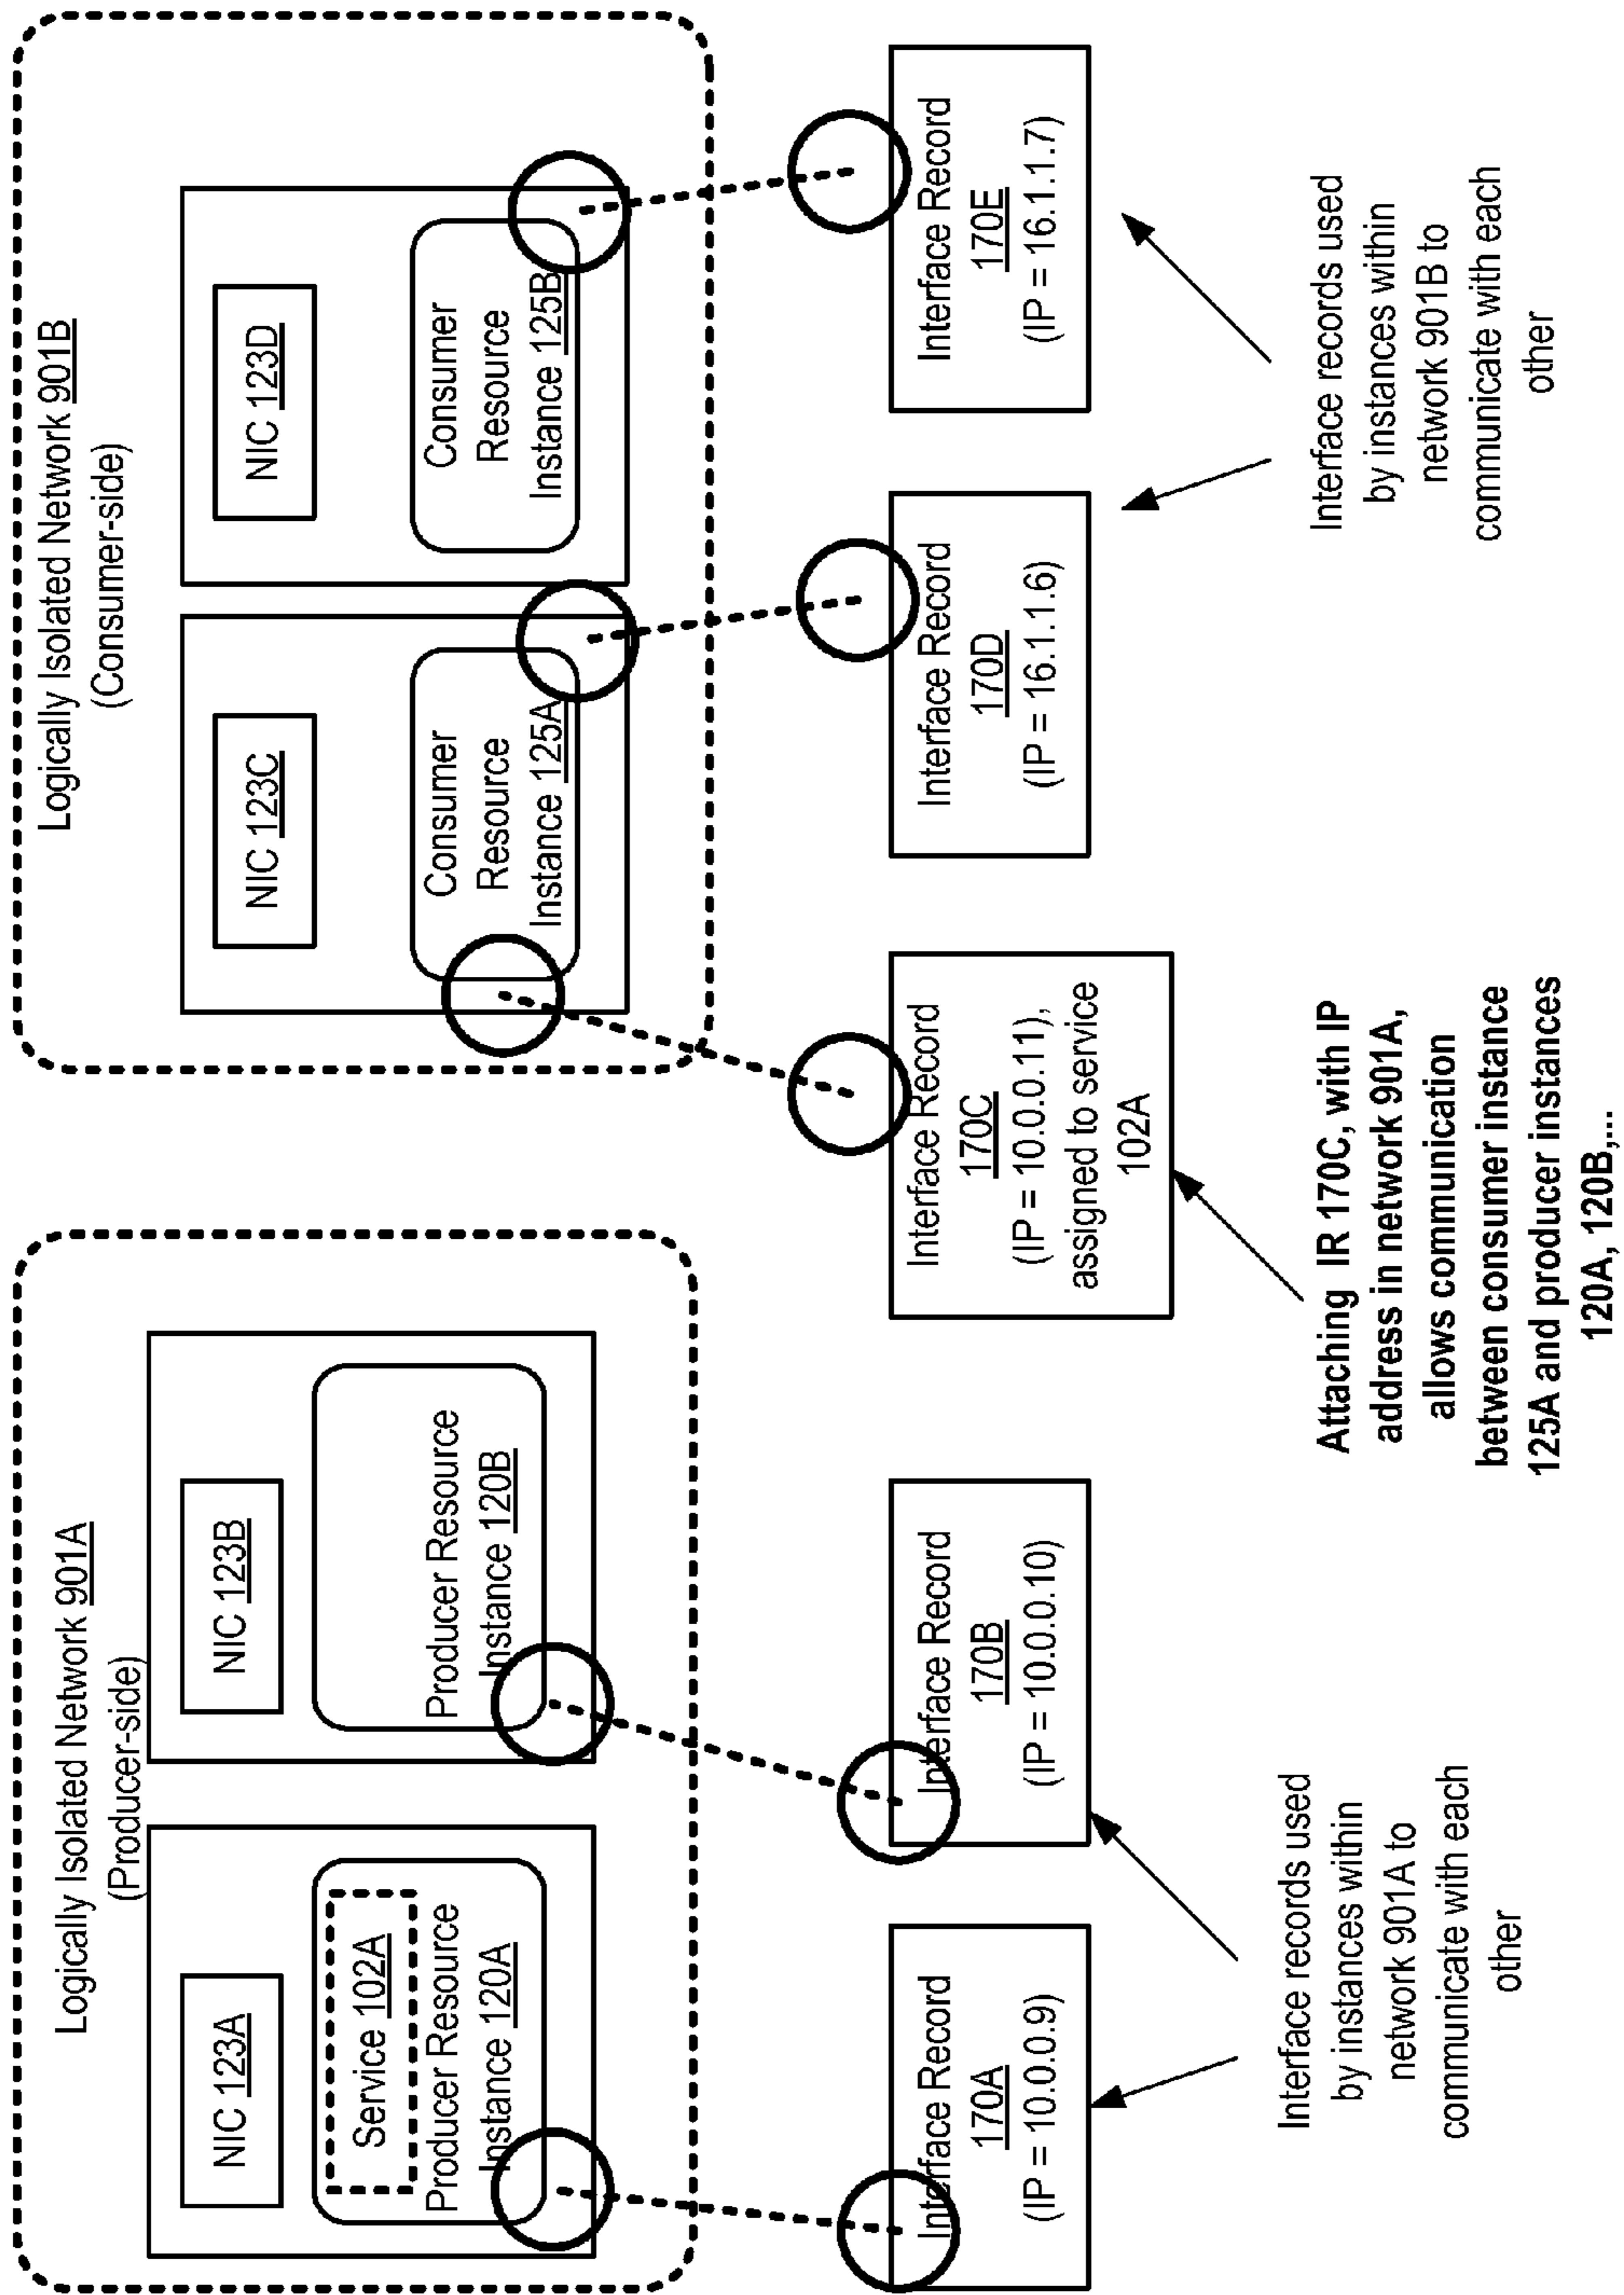 Logically Isolated Network 901A
(Producer-side)
NIC 123A
Service 102A
Producer Resource
Instance 120A
NIC 123B
Producer Resource
Instance 120B
Logically Isolated Network 901B
(Consumer-side)
NIC 123C
Consumer
Resource
Instance 125A
NIC 123D
Consumer
Resource
Instance 125B
Interface Record
170A
(IP = 10.0.0.9)
Interface Record
170B
(IP = 10.0.0.10)
Interface Record
170C
(IP = 10.0.0.11),
assigned to service
102A
Interface Record
170D
(IP = 16.1.1.6)
Interface Record
170E
(IP = 16.1.1.7)
Interface records used
by instances within
network 901A to
communicate with each
other
Attaching IR 170C, with IP
address in network 901A,
allows communication
between consumer instance
125A and producer instances
120A, 120B,...
Interface records used
by instances within
network 901B to
communicate with each
other